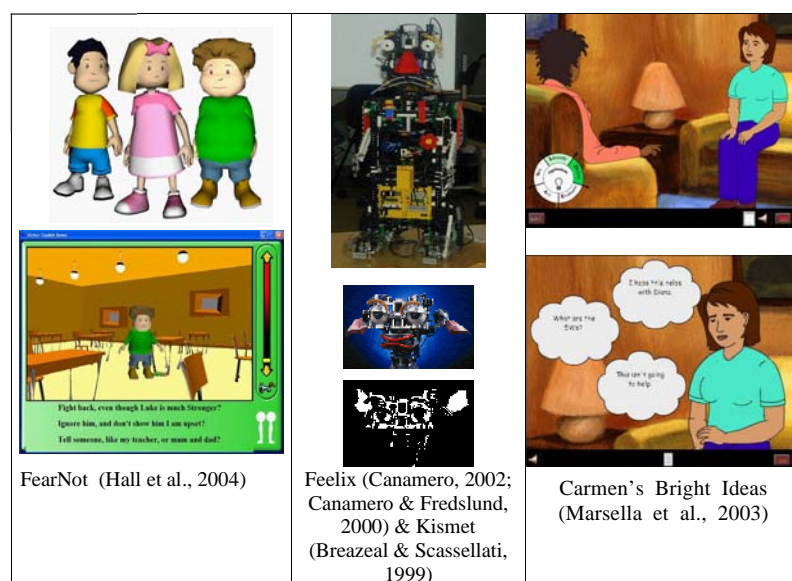 Victor Toolkit Demo
Fight back, even though Luke is much Stronger?
Ignore him, and don't show him I am upset?
Tell someone, like my teacher, or mum and dad?
FearNot (Hall et al., 2004)
Feelix (Canamero, 2002;
Canamero & Fredslund,
2000) & Kismet
(Breazeal & Scassellati,
1999)
I hope this helps
with Diana.
What are the
This isn't going
to help.
Carmen's Bright Ideas
(Marsella et al., 2003)